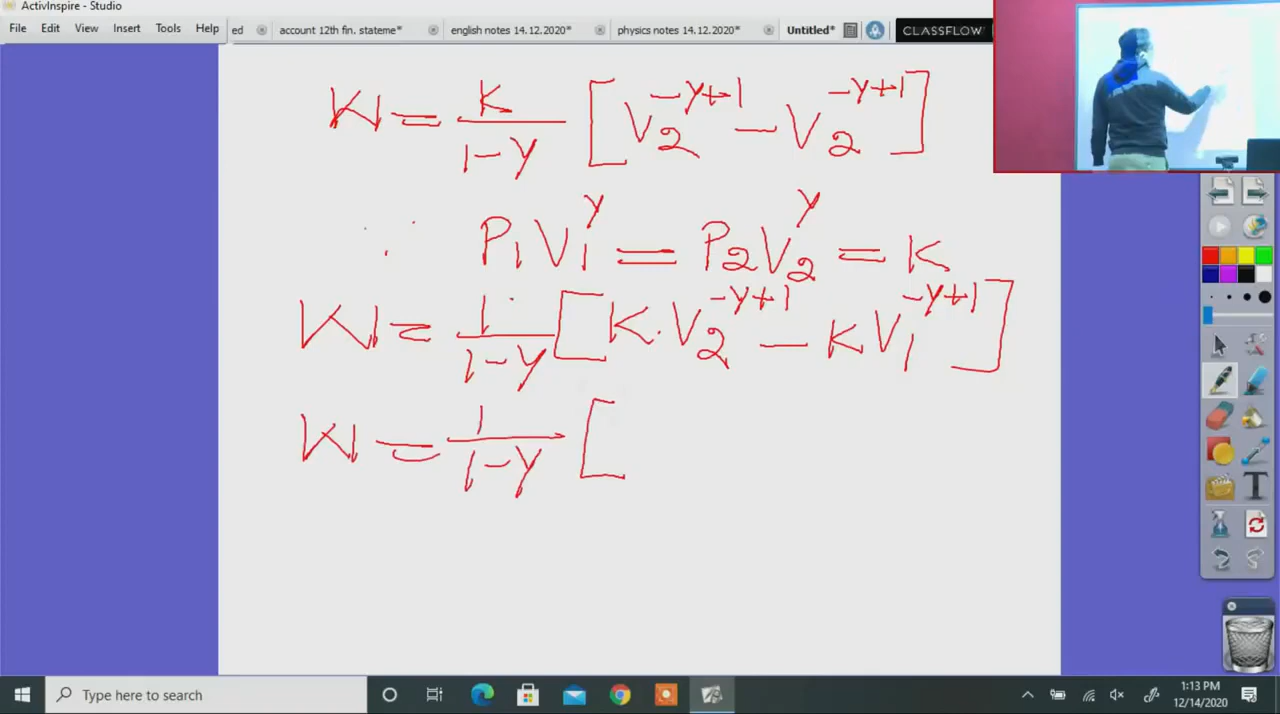 ActivInspire - Studio
File Edit View Insert Tools Help
ed account 12th fin. stateme* english notes 14.12.2020* physics notes 14.12.2020* Untitled* CLASSFLOW
W = K / 1-γ [V₂^(-γ+1) - V₂^(-γ+1)]
∵ P₁V₁^γ = P₂V₂^γ = K
W = 1 / 1-γ [K.V₂^(-γ+1) - KV₁^(-γ+1)]
W = 1 / 1-γ [
Type here to search
1:13 PM
12/14/2020